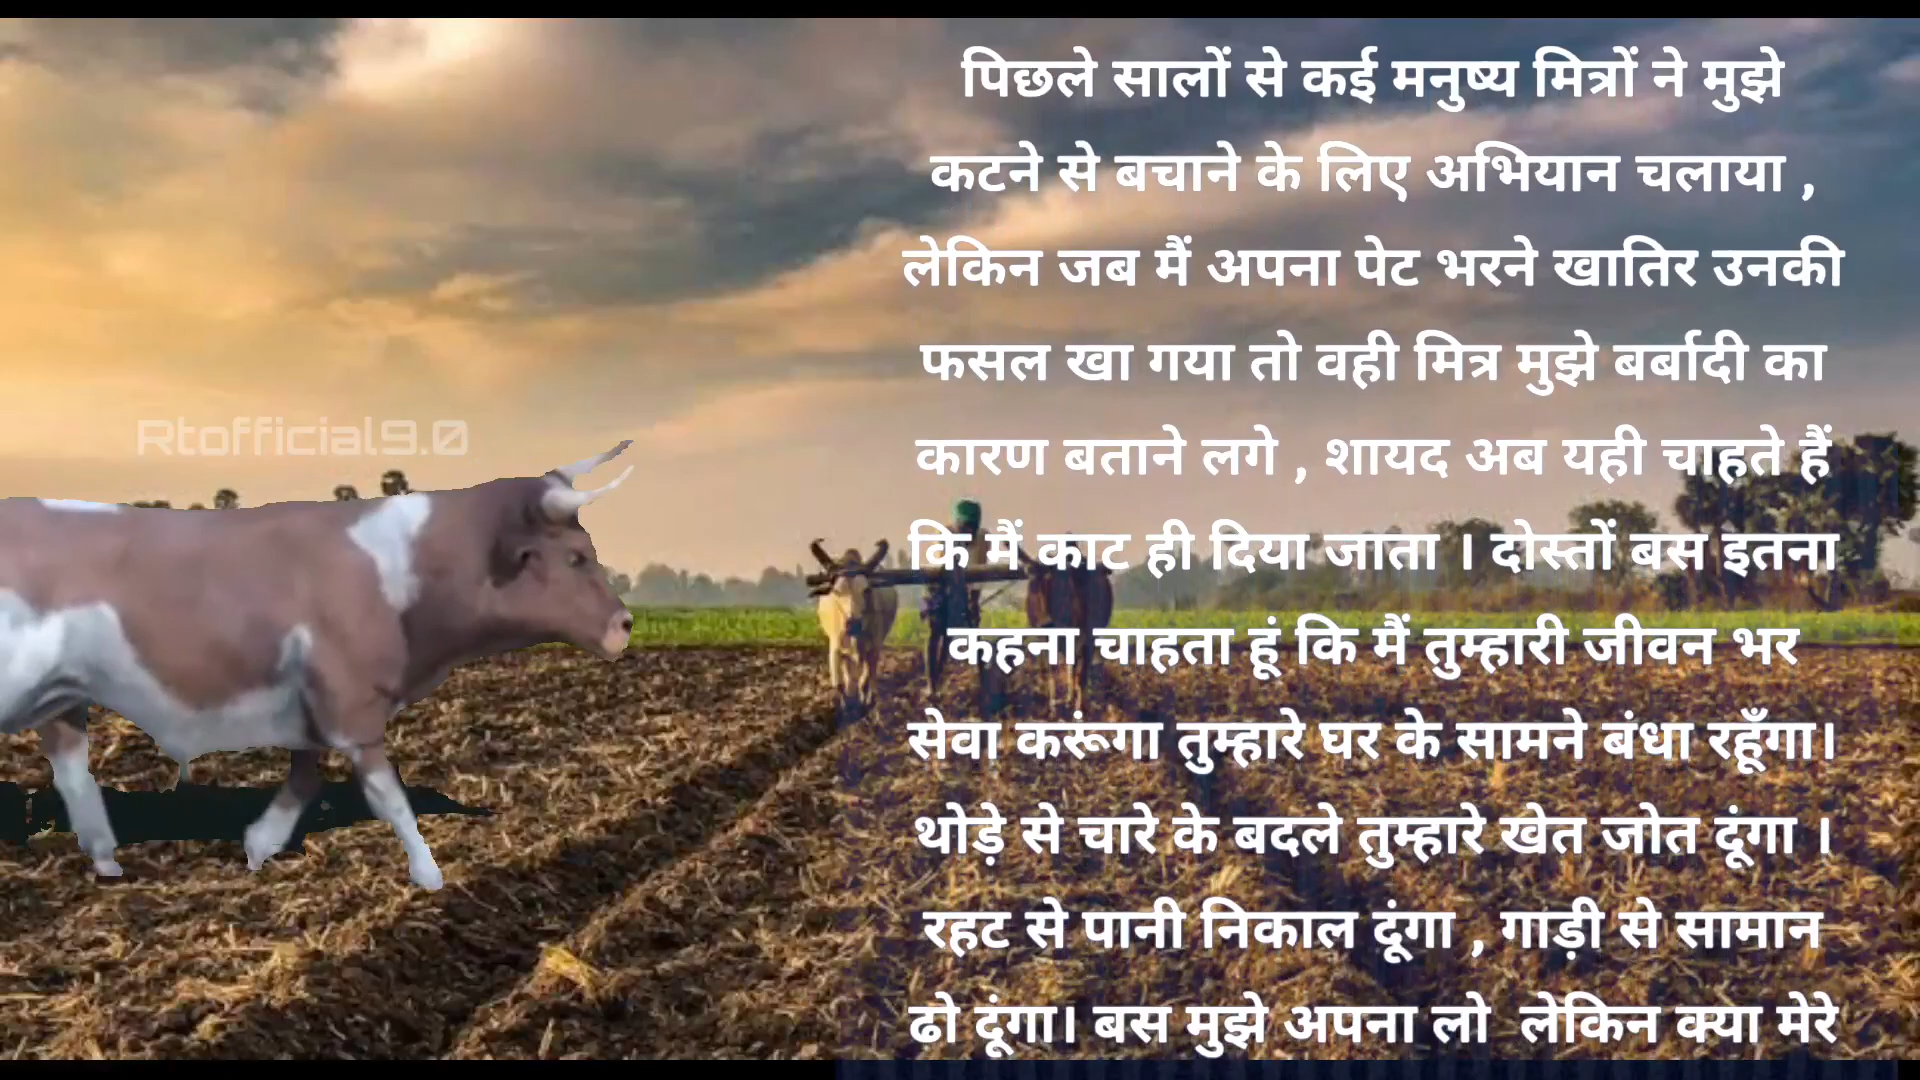 पिछले सालों से कई मनुष्य मित्रों ने मुझे
कटने से बचाने के लिए अभियान चलाया ,
लेकिन जब मैं अपना पेट भरने खातिर उनकी
फसल खा गया तो वही मित्र मुझे बर्बादी का
कारण बताने लगे , शायद अब यही चाहते हैं
कि मैं काट ही दिया जाता । दोस्तों बस इतना
कहना चाहता हूं कि मैं तुम्हारी जीवन भर
सेवा करूंगा तुम्हारे घर के सामने बंधा रहूँगा।
थोड़े से चारे के बदले तुम्हारे खेत जोत दूंगा ।
रहट से पानी निकाल दूंगा , गाड़ी से सामान
ढो दूंगा। बस मुझे अपना लो  लेकिन क्या मेरे
Rtofficial9.0